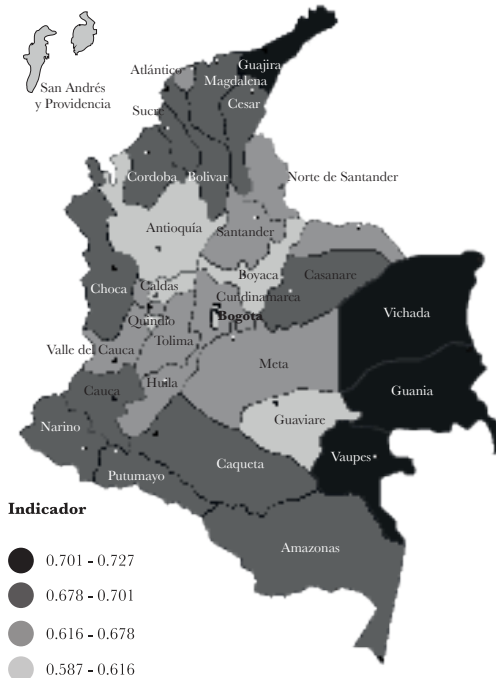 San Andrés
y Providencia
Atlántico
Guajira
Magdalena
Sucre
Cesar
Cordoba
Bolivar
Norte de Santander
Antioquía
Santander
Choca
Caldas
Boyaca
Casanare
Cundinamarca
Quindio
Bogota
Vichada
Tolima
Valle del Cauca
Meta
Huila
Cauca
Guania
Guaviare
Narino
Caqueta
Vaupes*
Putumayo
Amazonas
Indicador
0.701 - 0.727
0.678 - 0.701
0.616 - 0.678
0.587 - 0.616